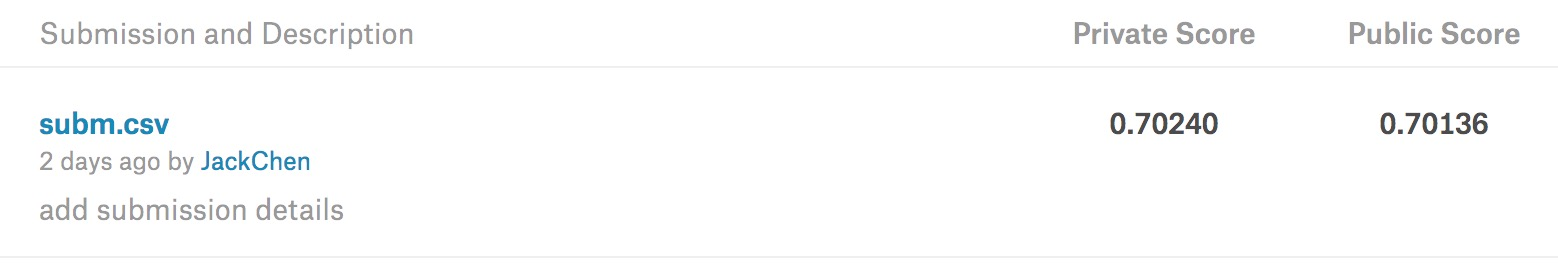 Submission and Description Private Score Public Score
subm.csv 0.70240 0.70136
2 days ago by JackChen
add submission details